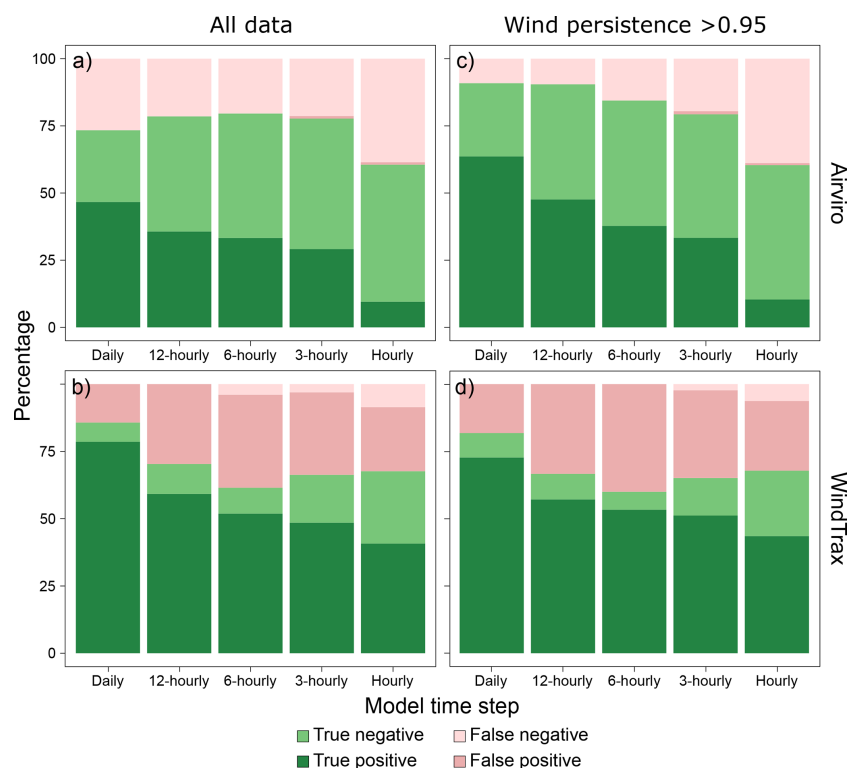 All data
Wind persistence >0.95
a)
c)
100
75
50
25
0
Daily 12-hourly 6-hourly 3-hourly Hourly
Daily 12-hourly 6-hourly 3-hourly Hourly
Airviro
Percentage
b)
d)
75
50
25
0
Daily 12-hourly 6-hourly 3-hourly Hourly
Daily 12-hourly 6-hourly 3-hourly Hourly
WindTrax
Model time step
True negative False negative
True positive False positive